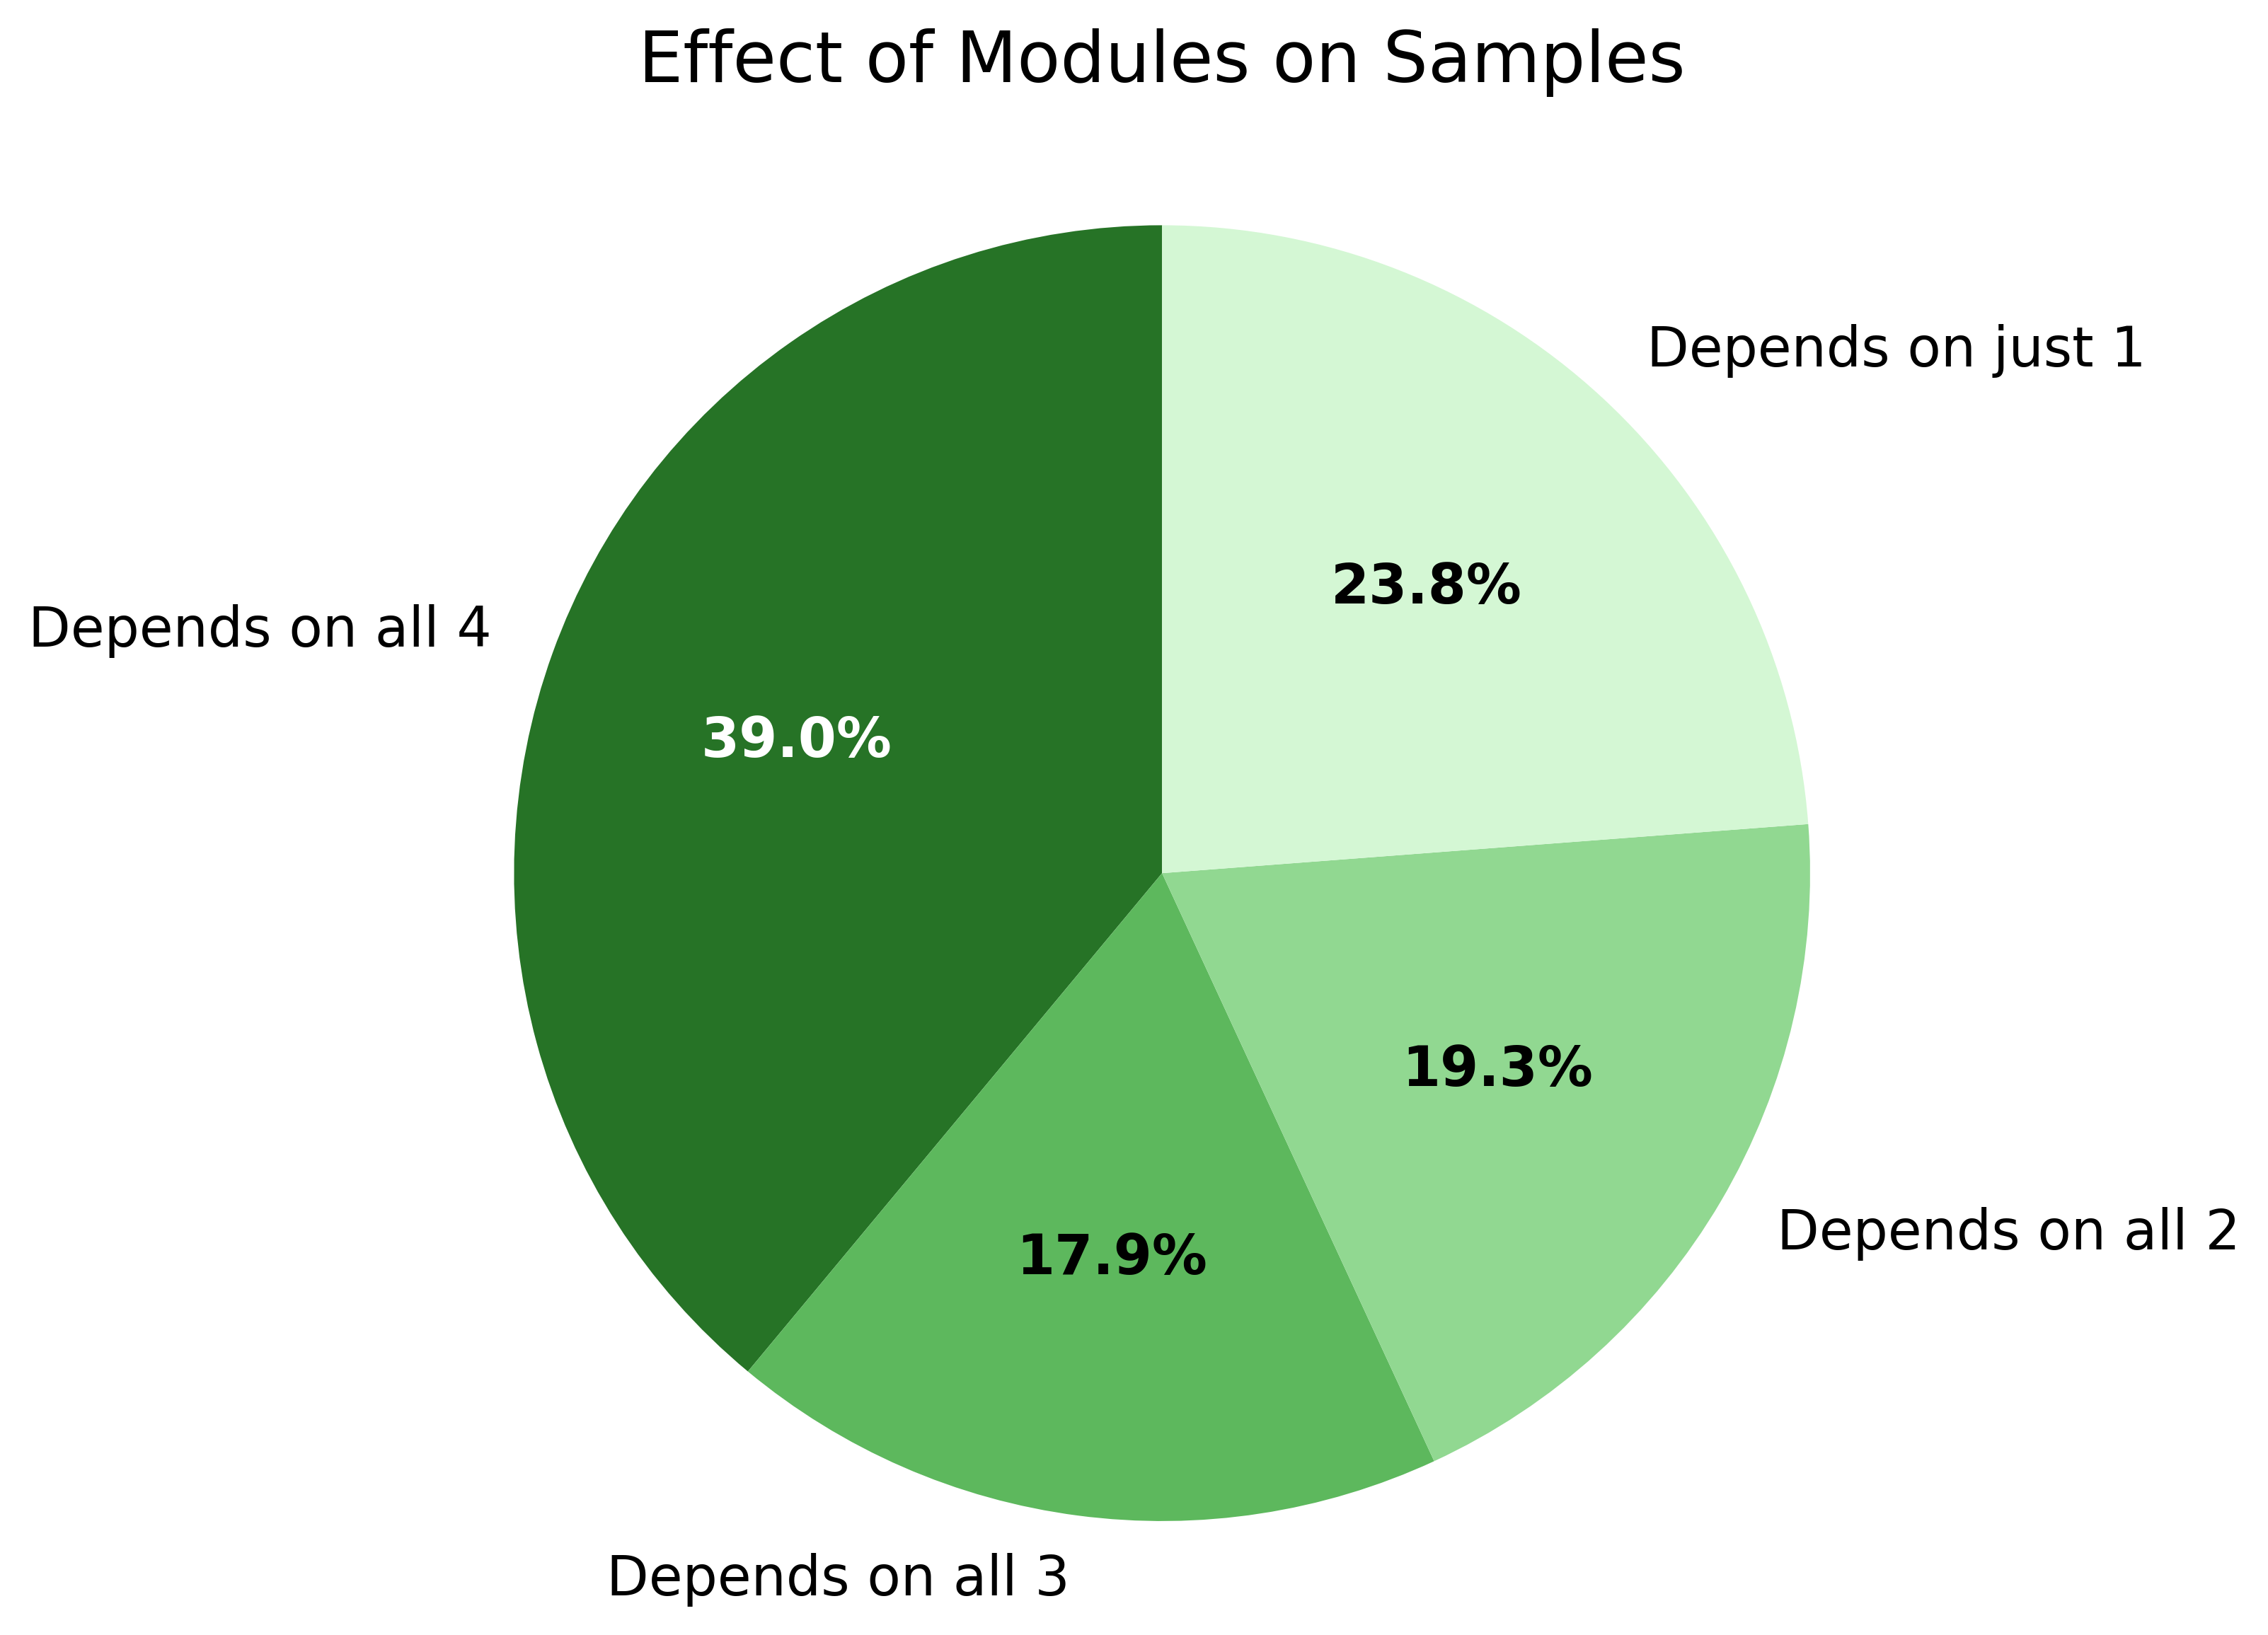 Effect of Modules on Samples
Depends on just 1
23.8%
Depends on all 4
39.0%
19.3%
Depends on all 2
17.9%
Depends on all 3